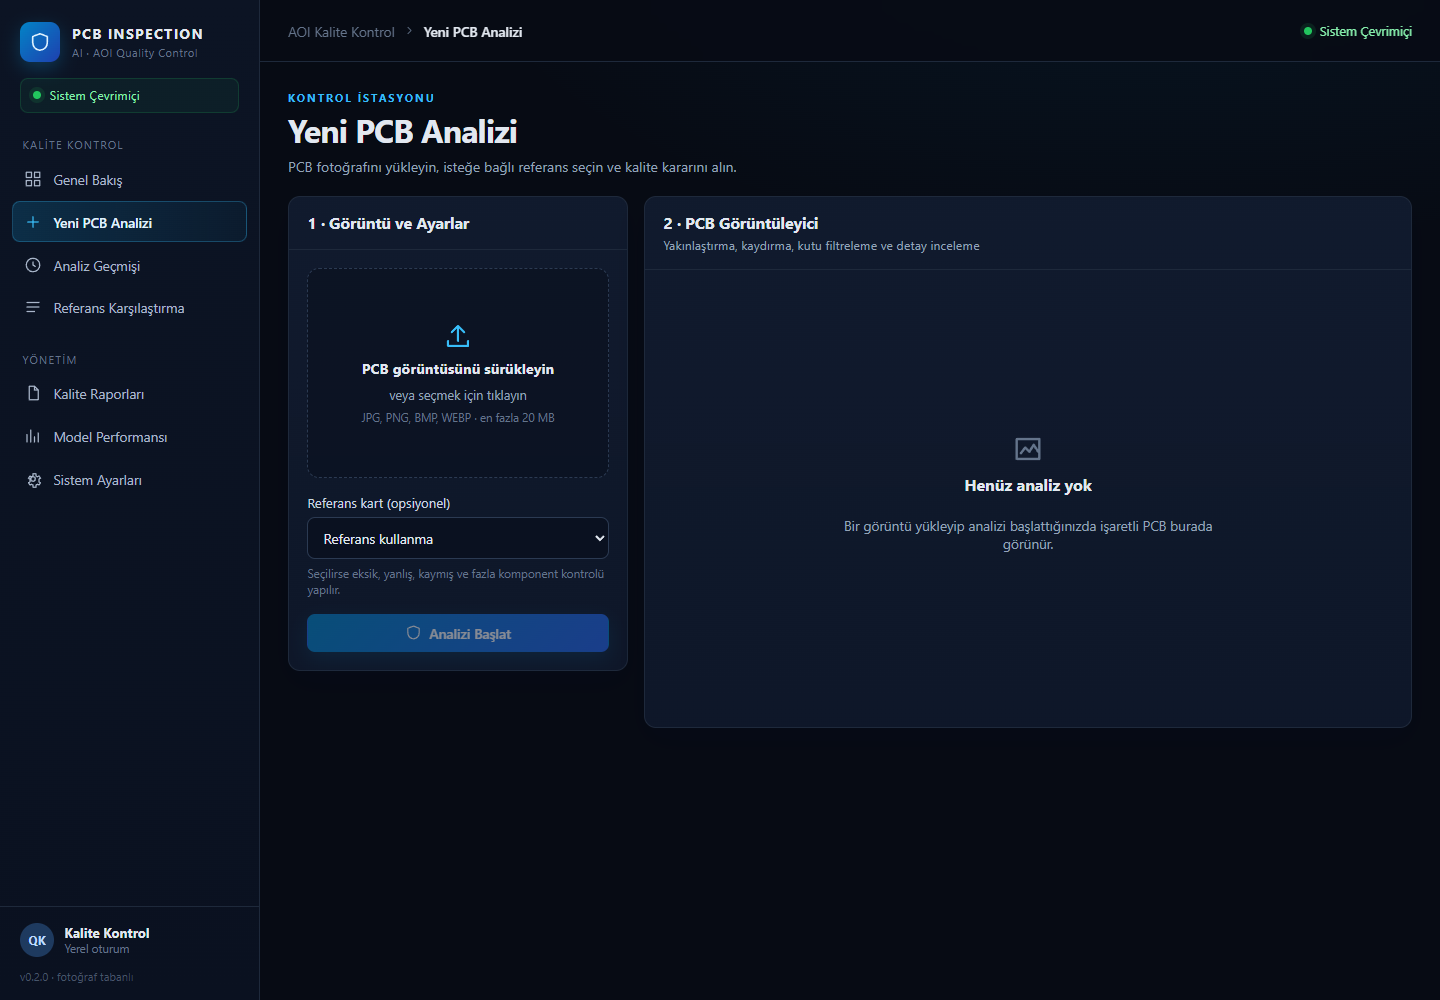 PCB INSPECTION
AI · AOI Quality Control
Sistem Çevrimiçi
KALİTE KONTROL
Genel Bakış
Yeni PCB Analizi
Analiz Geçmişi
Referans Karşılaştırma
YÖNETİM
Kalite Raporları
Model Performansı
Sistem Ayarları
QK
Kalite Kontrol
Yerel oturum
v0.2.0 · fotoğraf tabanlı
AOI Kalite Kontrol > Yeni PCB Analizi
Sistem Çevrimiçi
KONTROL İSTASYONU
Yeni PCB Analizi
PCB fotoğrafını yükleyin, isteğe bağlı referans seçin ve kalite kararını alın.
1 · Görüntü ve Ayarlar
PCB görüntüsünü sürükleyin
veya seçmek için tıklayın
JPG, PNG, BMP, WEBP · en fazla 20 MB
Referans kart (opsiyonel)
Referans kullanma
Seçilirse eksik, yanlış, kaymış ve fazla komponent kontrolü
yapılır.
Analizi Başlat
2 · PCB Görüntüleyici
Yakınlaştırma, kaydırma, kutu filtreleme ve detay inceleme
Henüz analiz yok
Bir görüntü yükleyip analizi başlattığınızda işaretli PCB burada
görünür.